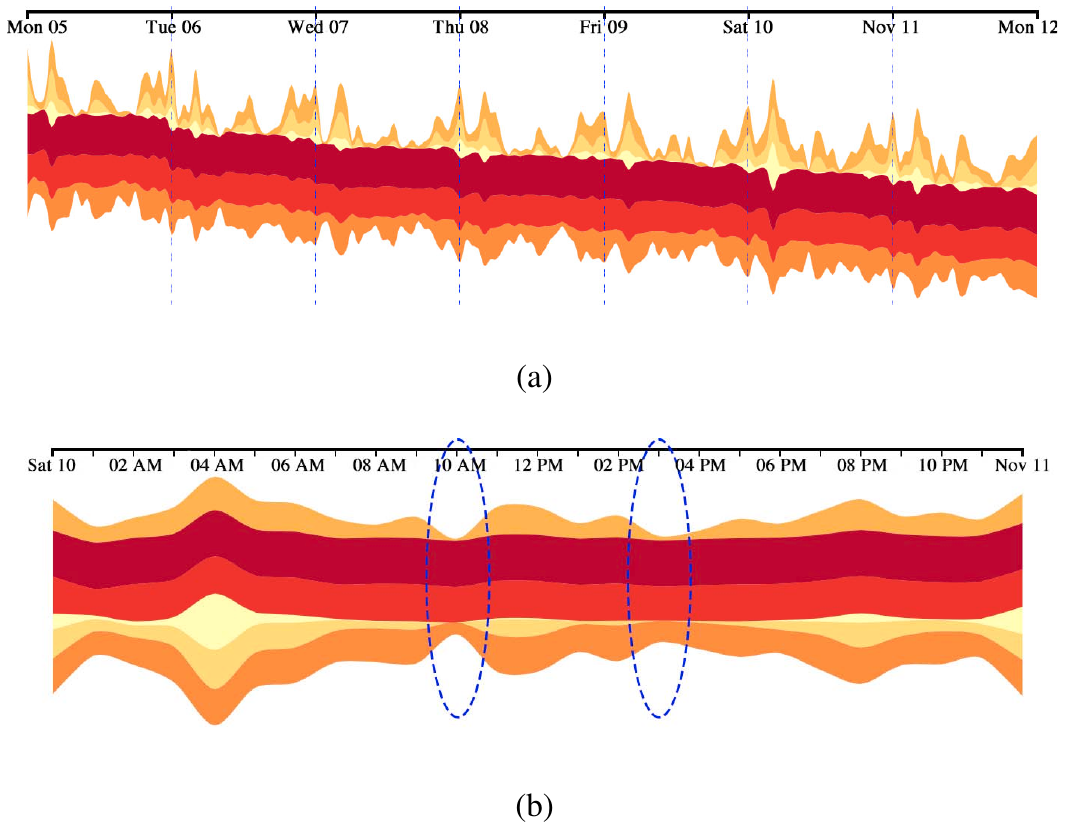 Mon 05 Tue 06 Wed 07 Thu 08 Fri 09 Sat 10 Nov 11 Mon 12
(a)
Sat 10 02 AM 04 AM 06 AM 08 AM 10 AM 12 PM 02 PM 04 PM 06 PM 08 PM 10 PM Nov 11
(b)